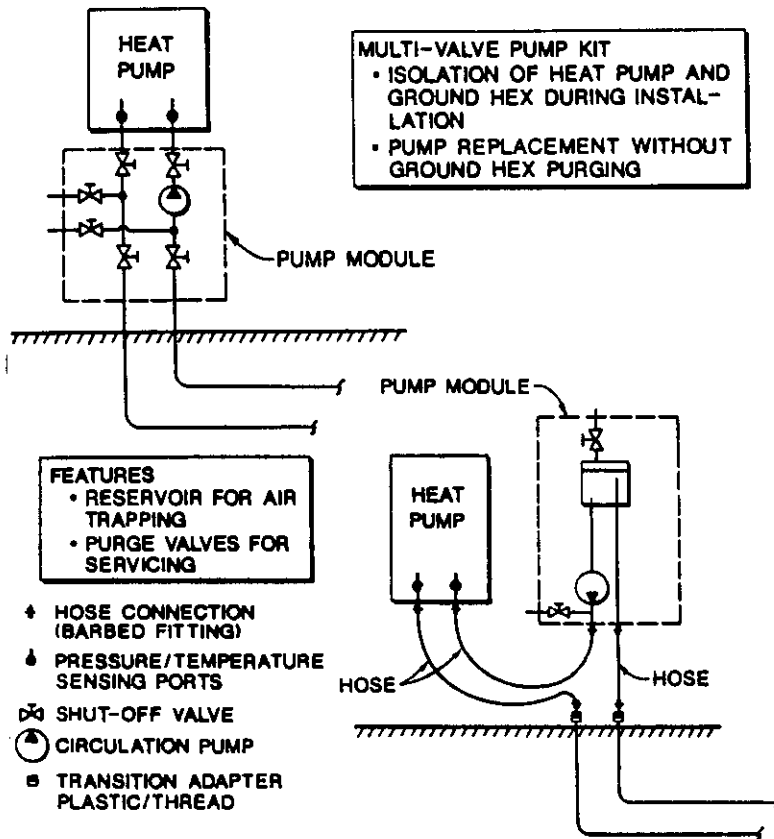 HEAT
PUMP
MULTI-VALVE PUMP KIT
• ISOLATION OF HEAT PUMP AND
GROUND HEX DURING INSTAL-
LATION
• PUMP REPLACEMENT WITHOUT
GROUND HEX PURGING
PUMP MODULE
PUMP MODULE
FEATURES
• RESERVOIR FOR AIR
TRAPPING
• PURGE VALVES FOR
SERVICING
HEAT
PUMP
HOSE CONNECTION
(BARBED FITTING)
PRESSURE/TEMPERATURE
SENSING PORTS
SHUT-OFF VALVE
CIRCULATION PUMP
TRANSITION ADAPTER
PLASTIC/THREAD
HOSE
HOSE